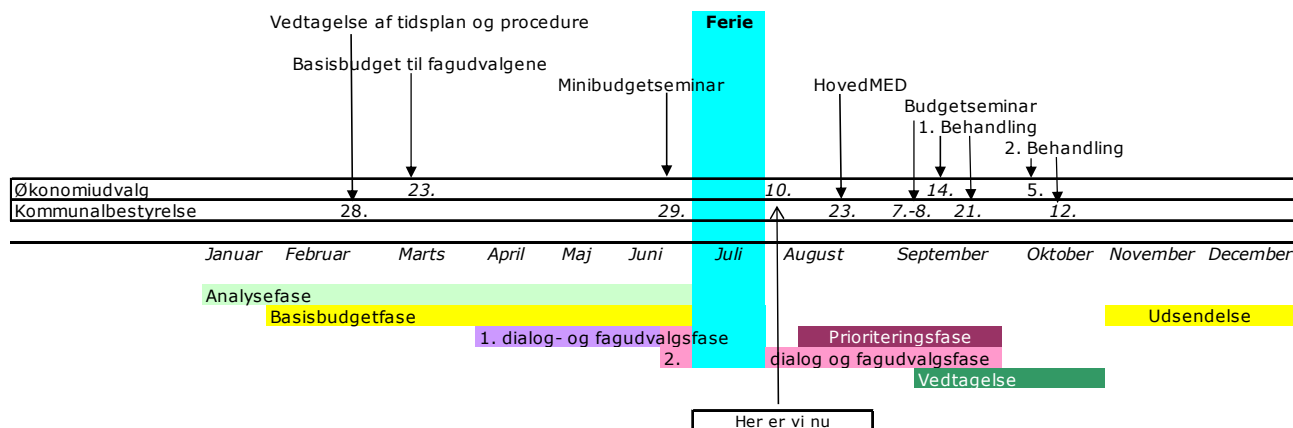 Ferie
Vedtagelse af tidsplan og procedure
Basisbudget til fagudvalgene
Minibudgetseminar
HovedMED
Budgetseminar
1. Behandling
2. Behandling
Økonomiudvalg 23. 10. 14. 5.
Kommunalbestyrelse 28. 29. 23. 7.-8. 21. 12.
Januar Februar Marts April Maj Juni Juli August September Oktober November December
Analysefase
Basisbudgetfase Udsendelse
1. dialog- og fagudvalgsfase Prioriteringsfase
2. dialog og fagudvalgsfase
Vedtagelse
Her er vi nu